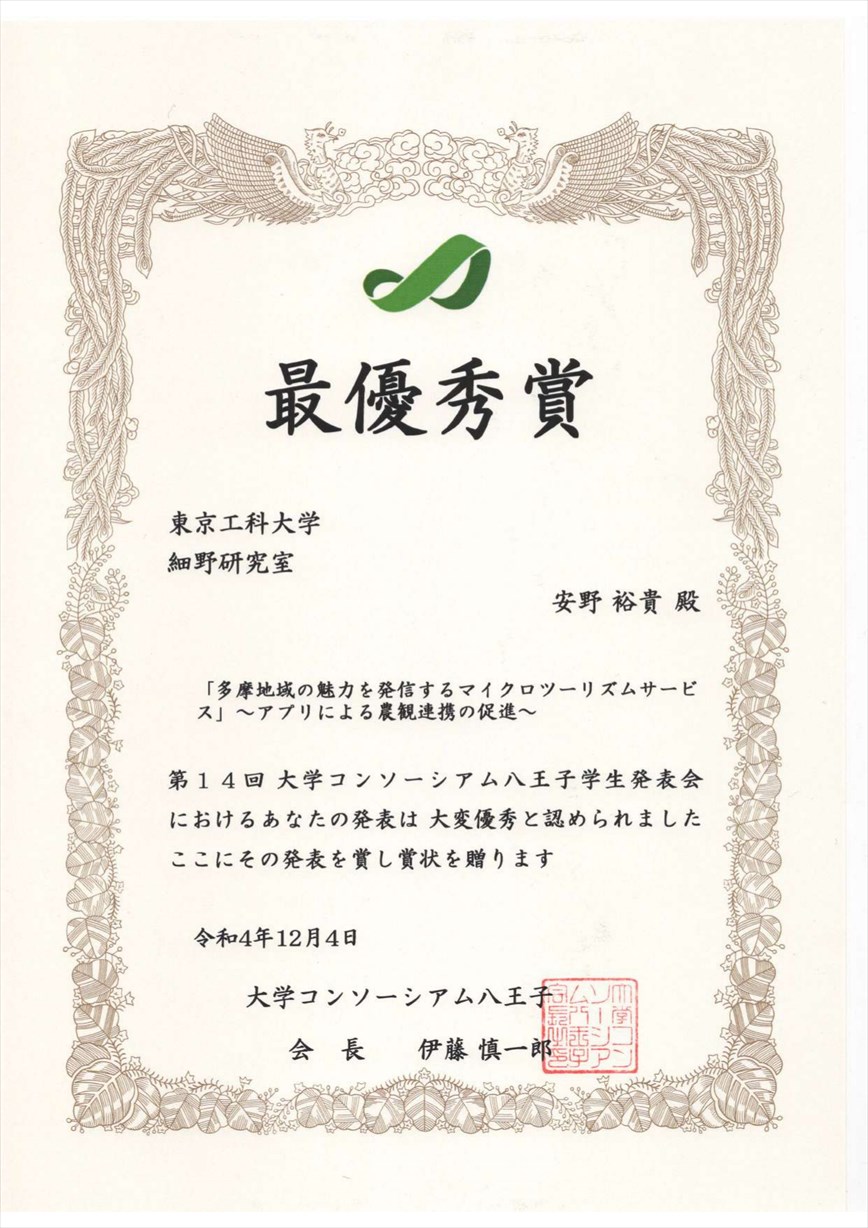 最優秀賞
東京工科大学
細野研究室
安野 裕貴 殿
「多摩地域の魅力を発信するマイクロツーリズムサービ
ス」～アプリによる農観連携の促進～
第１４回 大学コンソーシアム八王子学生発表会
におけるあなたの発表は 大変優秀と認められました
ここにその発表を賞し賞状を贈ります
令和4年12月4日
大学コンソーシアム八王子
会 長 伊藤 慎一郎